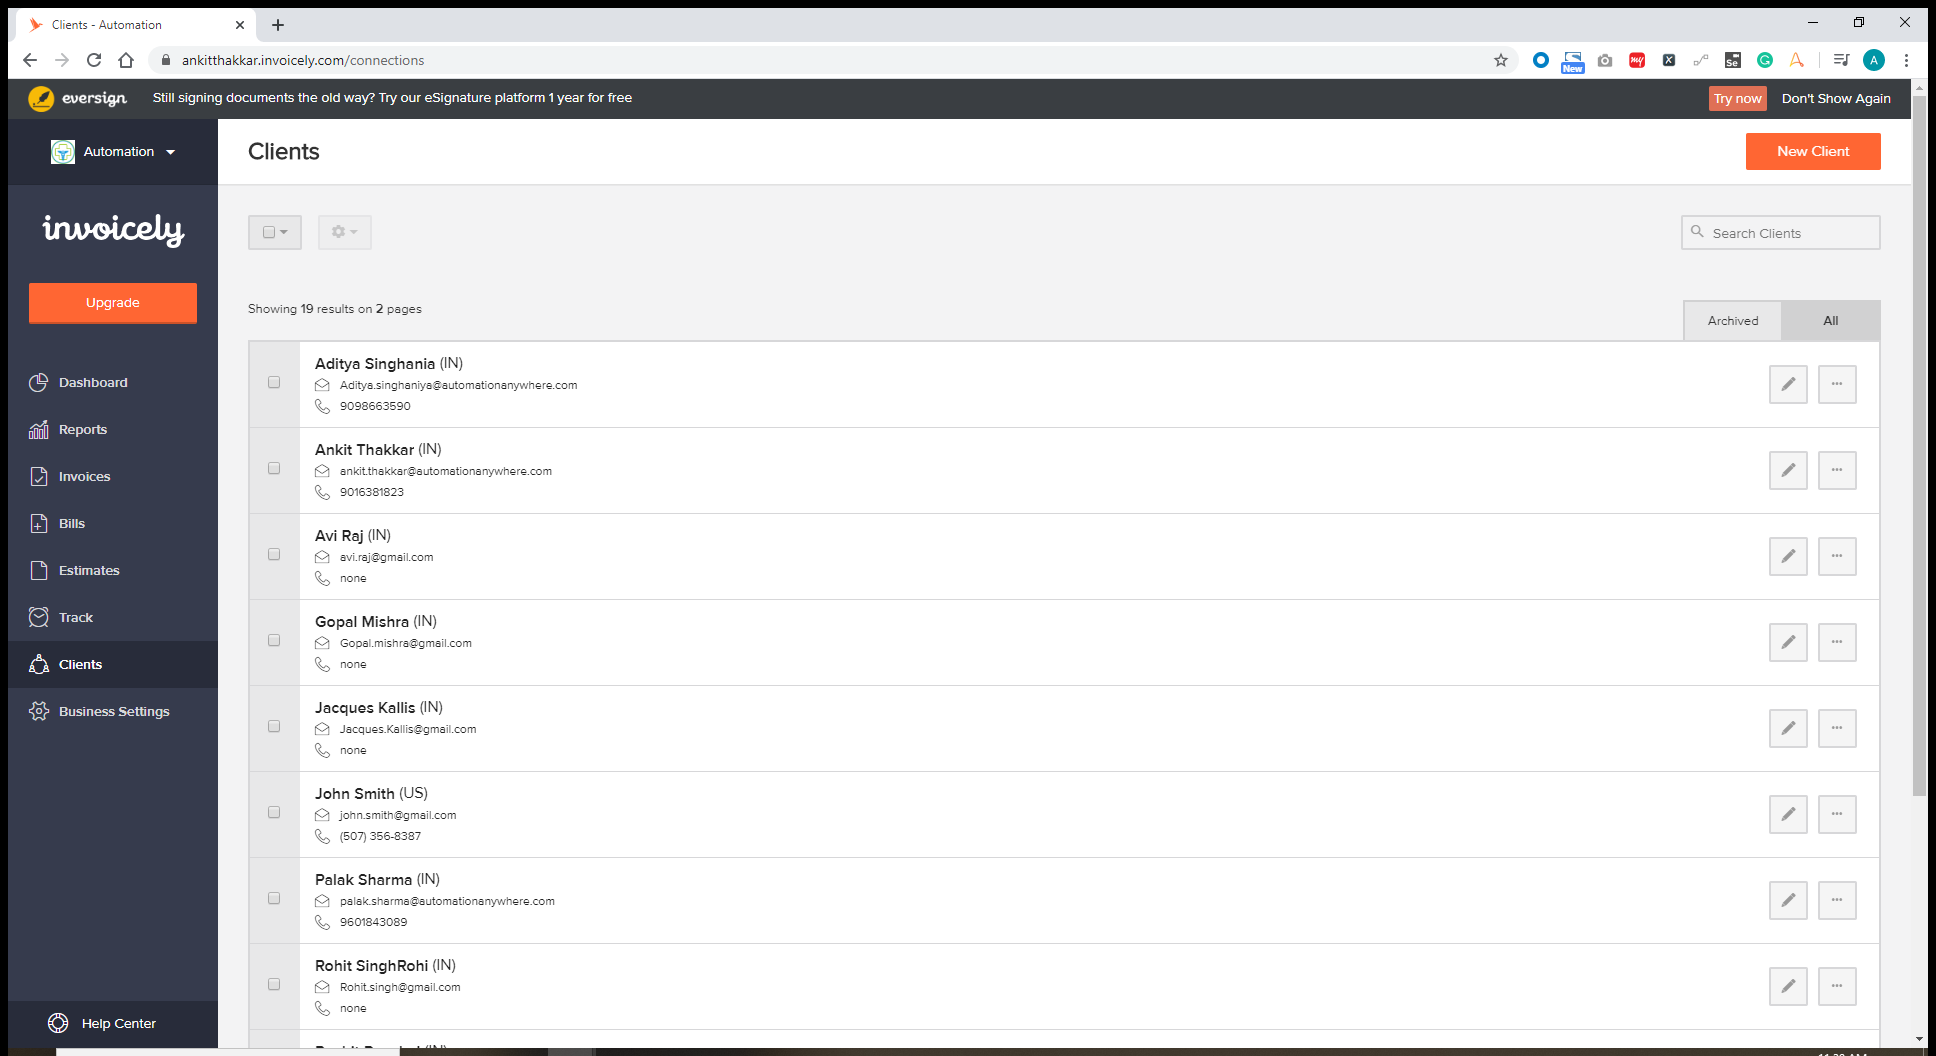 Clients - Automation
ankitthakkar.invoicely.com/connections
New
my
X
Se
G
A
eversign
Still signing documents the old way? Try our eSignature platform 1 year for free
Try now
Don't Show Again
Automation
Clients
New Client
invoicely
Search Clients
Upgrade
Showing 19 results on 2 pages
Archived
All
Dashboard
Reports
Invoices
Bills
Estimates
Track
Clients
Business Settings
Help Center
Aditya Singhania (IN)
Aditya.singhaniya@automationanywhere.com
9098663590
Ankit Thakkar (IN)
ankit.thakkar@automationanywhere.com
9016381823
Avi Raj (IN)
avi.raj@gmail.com
none
Gopal Mishra (IN)
Gopal.mishra@gmail.com
none
Jacques Kallis (IN)
Jacques.Kallis@gmail.com
none
John Smith (US)
john.smith@gmail.com
(507) 356-8387
Palak Sharma (IN)
palak.sharma@automationanywhere.com
9601843089
Rohit SinghRohi (IN)
Rohit.singh@gmail.com
none